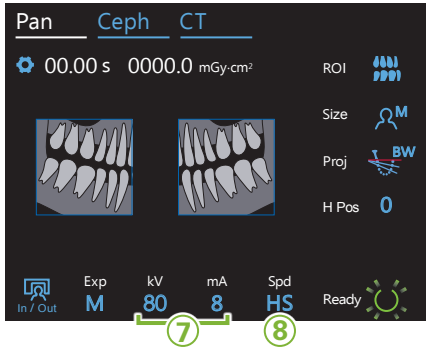 Pan Ceph CT
00.00 s 0000.0 mGy·cm²
ROI
Size M
Proj BW
H Pos 0
In / Out
Exp kV mA Spd
M 80 8 HS
Ready
7 8